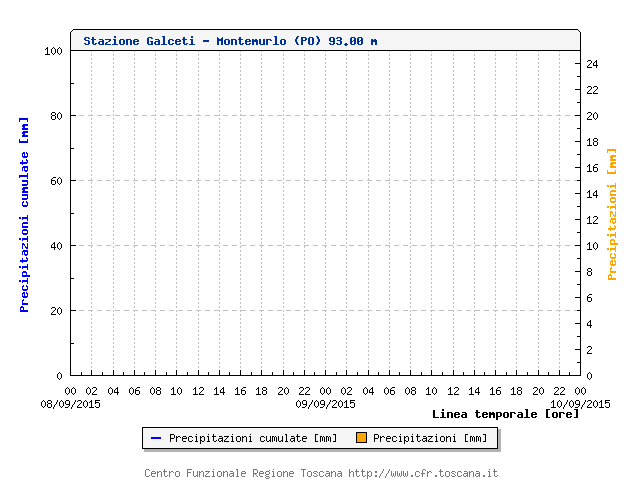 Stazione Galceti - Montemurlo (PO) 93.00 m
Precipitazioni cumulate [mm]
100
80
60
40
20
0
24
22
20
18
16
14
12
10
8
6
4
2
0
Precipitazioni [mm]
00 02 04 06 08 10 12 14 16 18 20 22 00 02 04 06 08 10 12 14 16 18 20 22 00
08/09/2015 09/09/2015 10/09/2015
Linea temporale [ore]
Precipitazioni cumulate [mm] Precipitazioni [mm]
Centro Funzionale Regione Toscana http://www.cfr.toscana.it